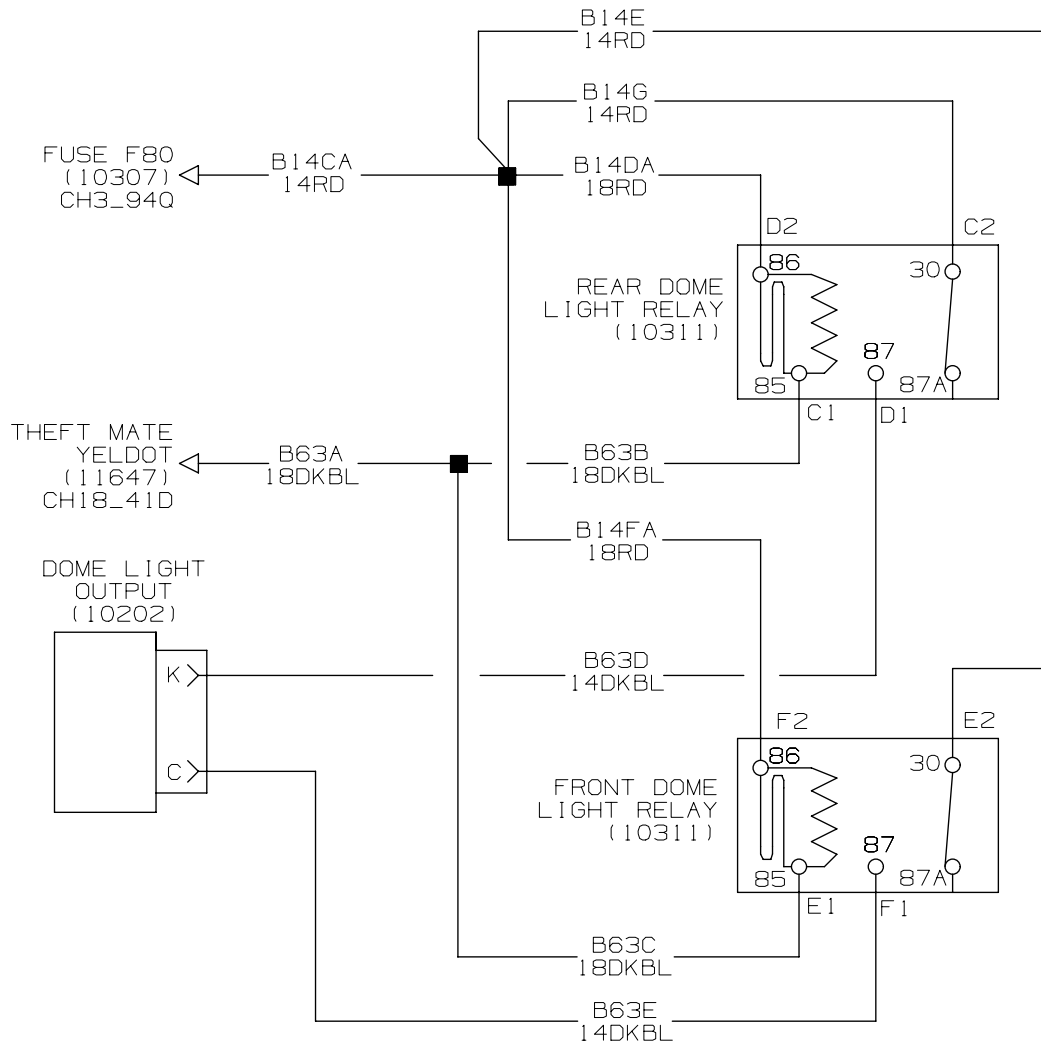 B14E
14RD
B14G
14RD
FUSE F80
(10307)
CH3_94Q
B14CA
14RD
B14DA
18RD
D2
C2
86
30
REAR DOME
LIGHT RELAY
(10311)
87
85
87A
C1
D1
THEFT MATE
YELDOT
(11647)
CH18_41D
B63A
18DKBL
B63B
18DKBL
B14FA
18RD
DOME LIGHT
OUTPUT
(10202)
K
B63D
14DKBL
F2
E2
C
86
30
FRONT DOME
LIGHT RELAY
(10311)
87
85
87A
E1
F1
B63C
18DKBL
B63E
14DKBL